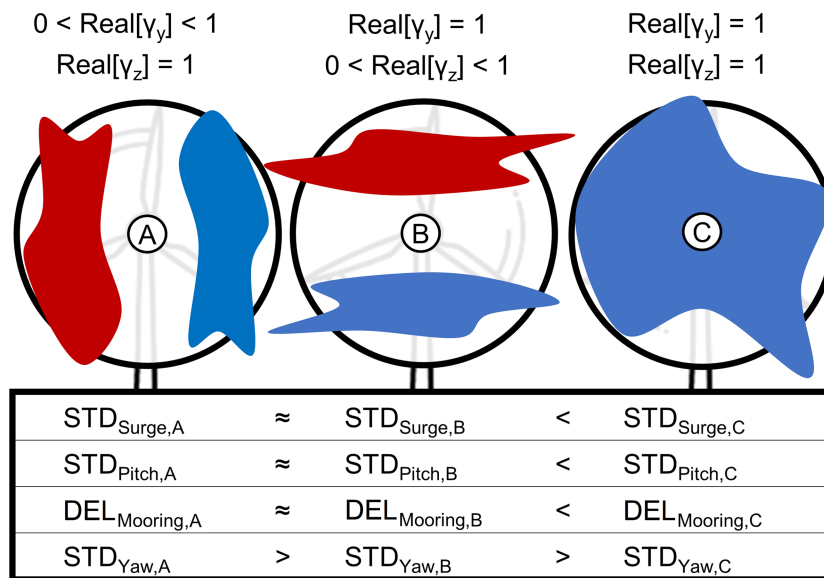 0 < Real[γy] < 1 Real[γy] = 1 Real[γy] = 1
Real[γz] = 1 0 < Real[γz] < 1 Real[γz] = 1
A B C
STDSurge,A ≈ STDSurge,B < STDSurge,C
STDPitch,A ≈ STDPitch,B < STDPitch,C
DELMooring,A ≈ DELMooring,B < DELMooring,C
STDYaw,A > STDYaw,B > STDYaw,C